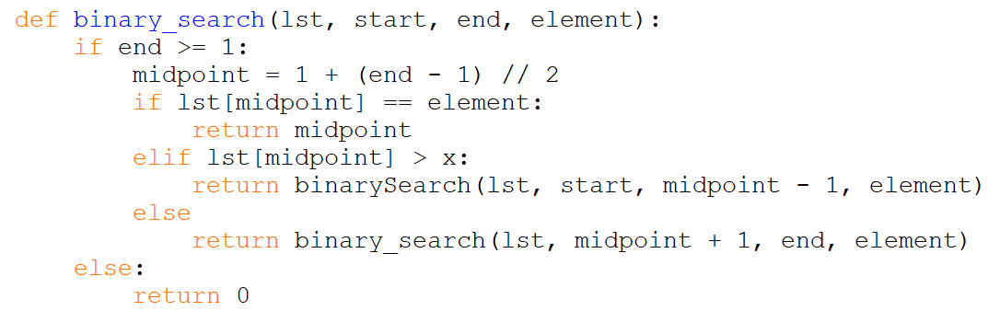 def binary_search(lst, start, end, element):
    if end >= 1:
        midpoint = 1 + (end - 1) // 2
        if lst[midpoint] == element:
            return midpoint
        elif lst[midpoint] > x:
            return binarySearch(lst, start, midpoint - 1, element)
        else
            return binary_search(lst, midpoint + 1, end, element)
    else:
        return 0